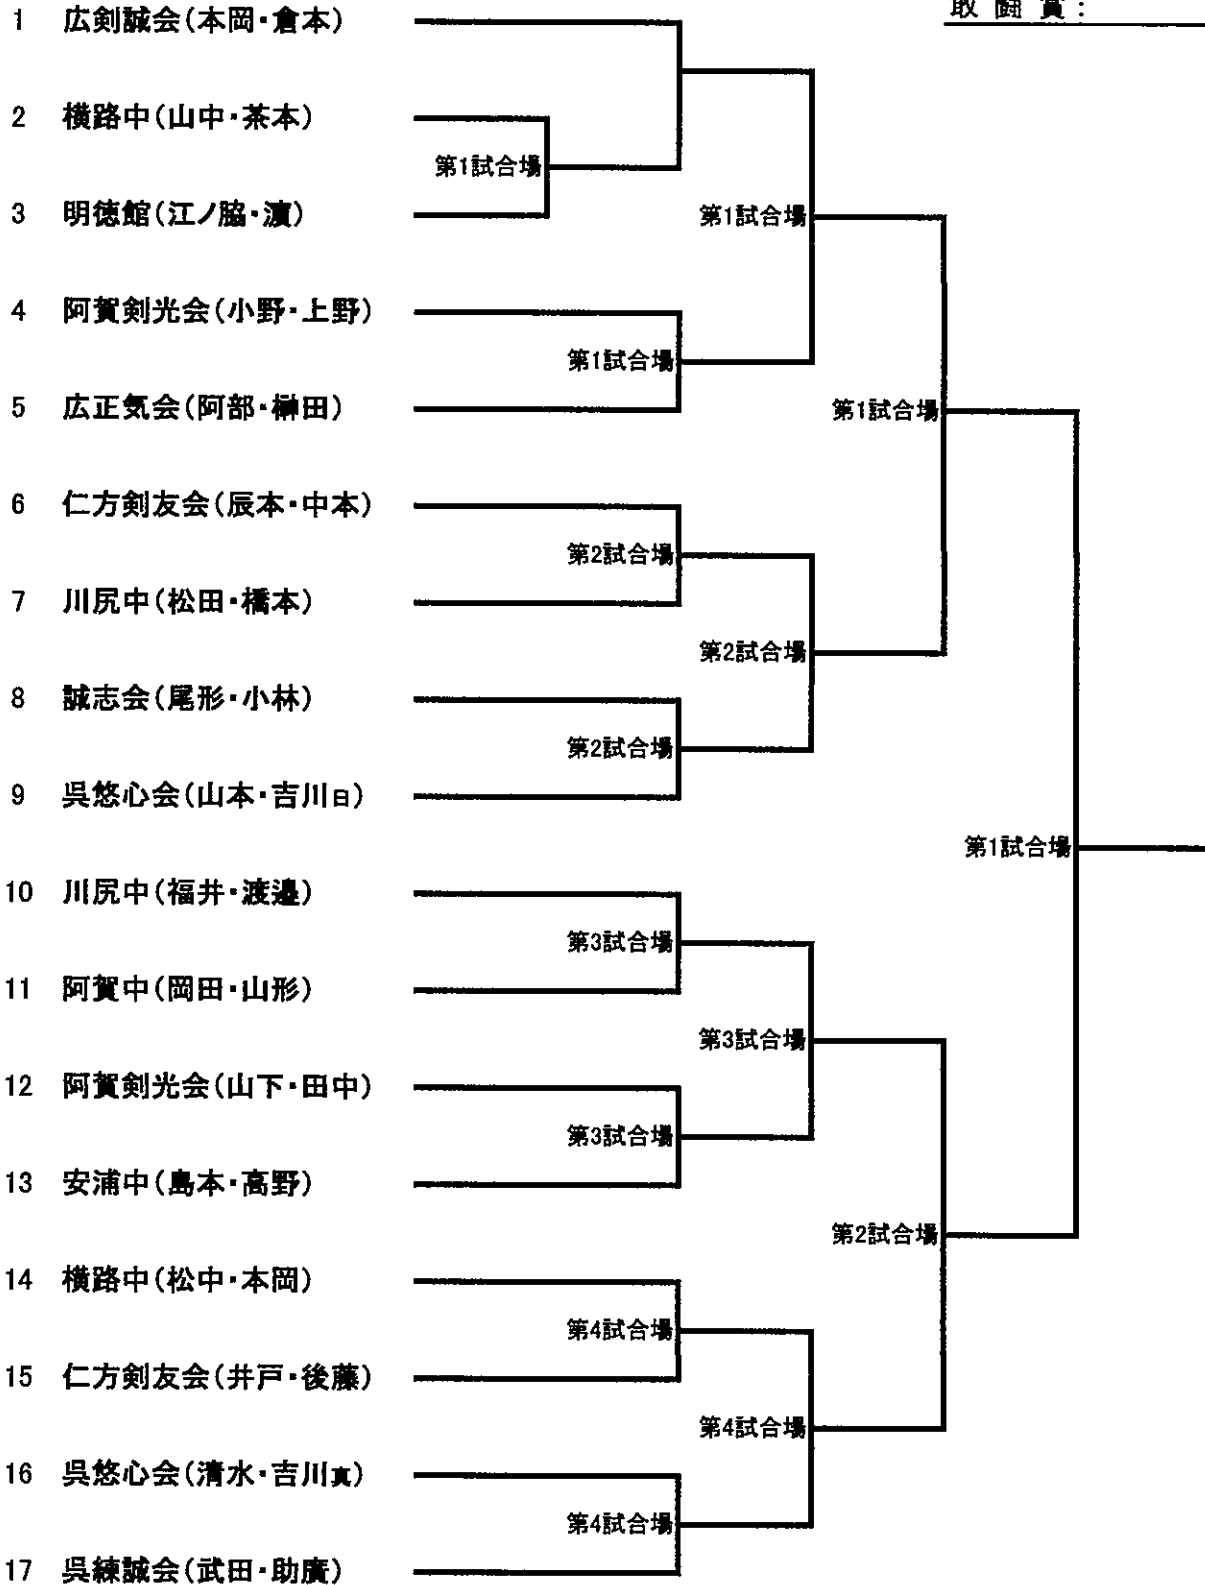 敢闘賞:
1 広剣誠会(本岡・倉本)
2 横路中(山中・茶本)
第1試合場
3 明徳館(江ノ脇・濵)
第1試合場
4 阿賀剣光会(小野・上野)
第1試合場
5 広正気会(阿部・榊田)
第1試合場
6 仁方剣友会(辰本・中本)
第2試合場
7 川尻中(松田・橋本)
第2試合場
8 誠志会(尾形・小林)
第2試合場
9 呉悠心会(山本・吉川日)
第1試合場
10 川尻中(福井・渡邉)
第3試合場
11 阿賀中(岡田・山形)
第3試合場
12 阿賀剣光会(山下・田中)
第3試合場
13 安浦中(島本・高野)
第2試合場
14 横路中(松中・本岡)
第4試合場
15 仁方剣友会(井戸・後藤)
第4試合場
16 呉悠心会(清水・吉川真)
第4試合場
17 呉練誠会(武田・助廣)